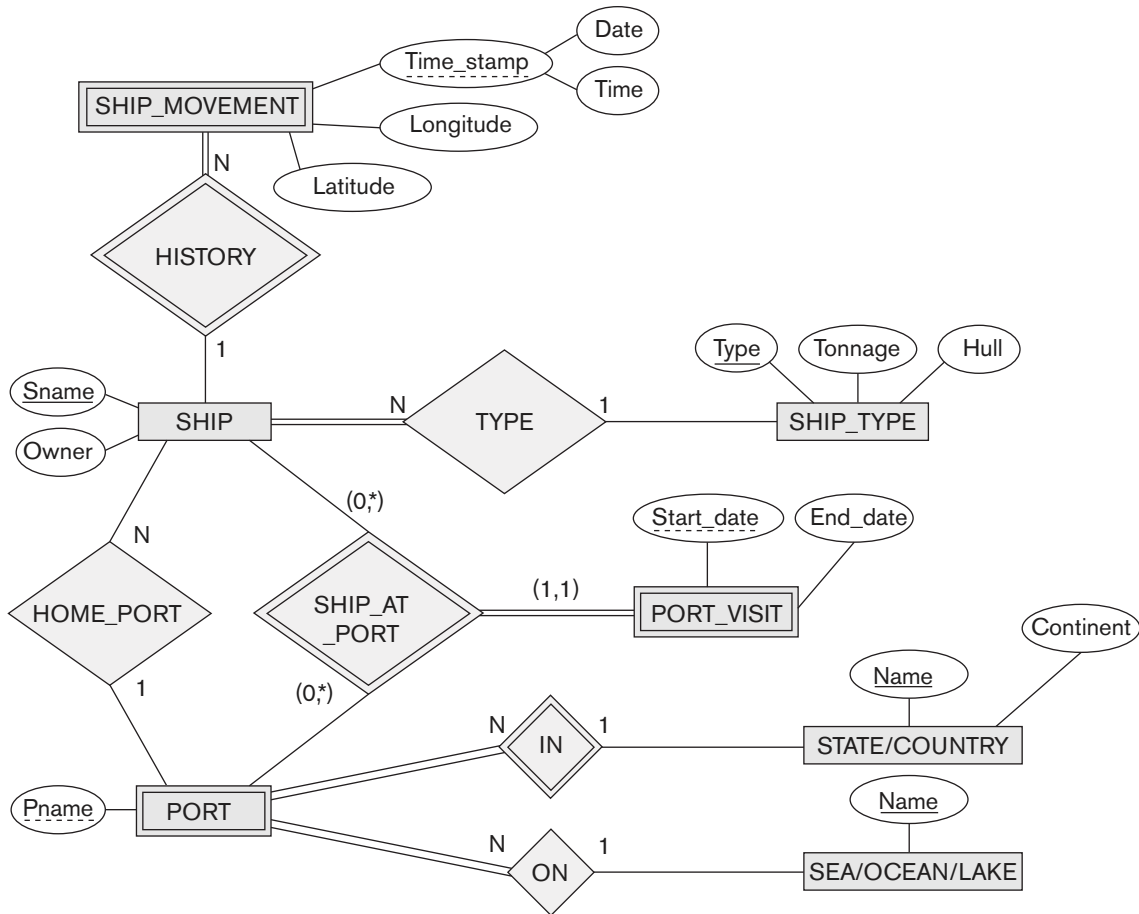 Date
Time_stamp
Time
SHIP_MOVEMENT
Longitude
N
Latitude
HISTORY
1
Type
Tonnage
Hull
Sname
SHIP
N
TYPE
1
SHIP_TYPE
Owner
(0,*)
Start_date
End_date
N
HOME_PORT
SHIP_AT
_PORT
(1,1)
PORT_VISIT
Continent
1
(0,*)
Name
N
IN
1
STATE/COUNTRY
Pname
PORT
Name
N
ON
1
SEA/OCEAN/LAKE